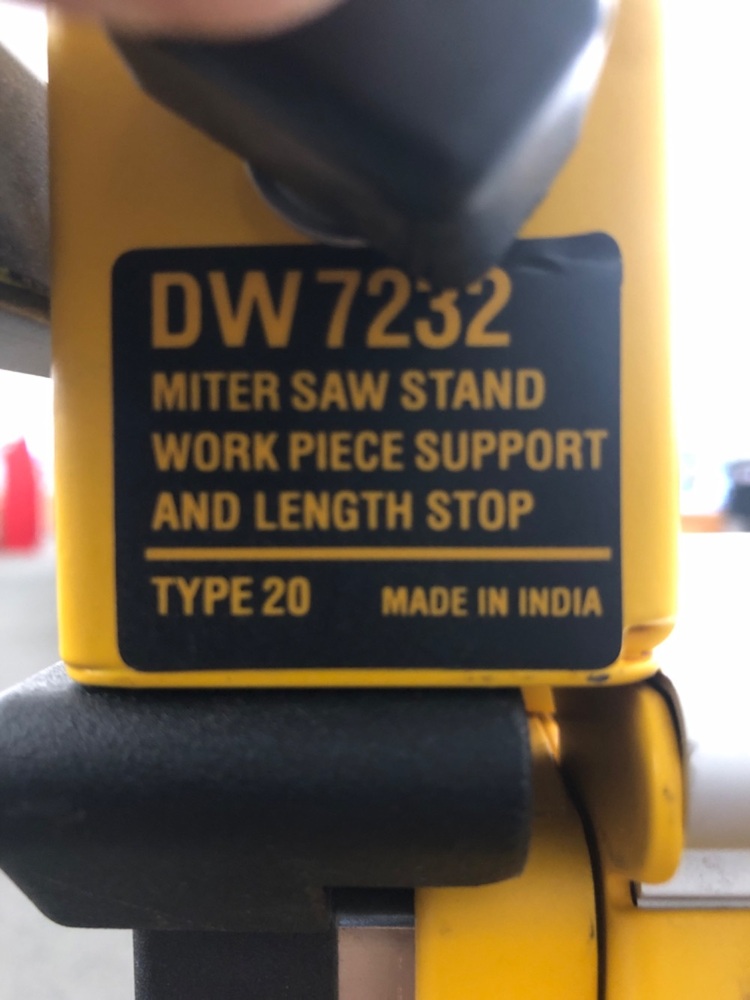 DW7232
MITER SAW STAND
WORK PIECE SUPPORT
AND LENGTH STOP
TYPE 20 MADE IN INDIA